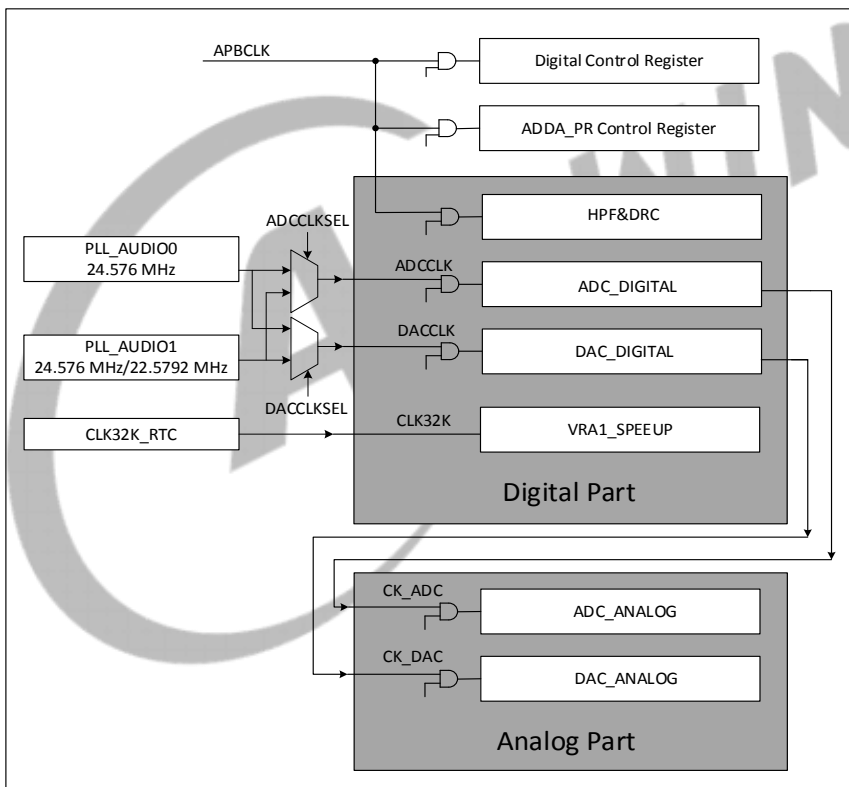 APBCLK
Digital Control Register
ADDA_PR Control Register
HPF&DRC
ADCCLKSEL
PLL_AUDIO0
24.576 MHz
ADCCLK
ADC_DIGITAL
PLL_AUDIO1
24.576 MHz/22.5792 MHz
DACCLK
DAC_DIGITAL
DACCLKSEL
CLK32K_RTC
CLK32K
VRA1_SPEEUP
Digital Part
CK_ADC
ADC_ANALOG
CK_DAC
DAC_ANALOG
Analog Part